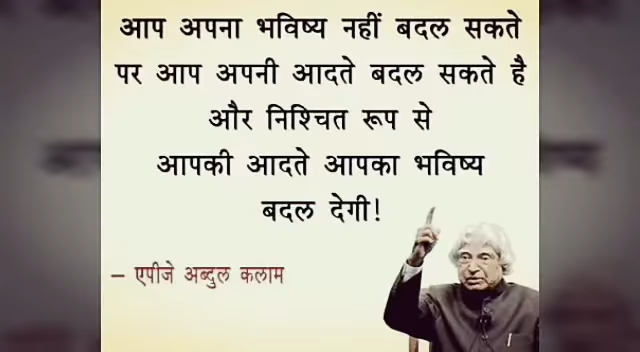 आप अपना भविष्य नहीं बदल सकते
पर आप अपनी आदते बदल सकते है
और निश्चित रूप से
आपकी आदते आपका भविष्य
बदल देगी!
– एपीजे अब्दुल कलाम